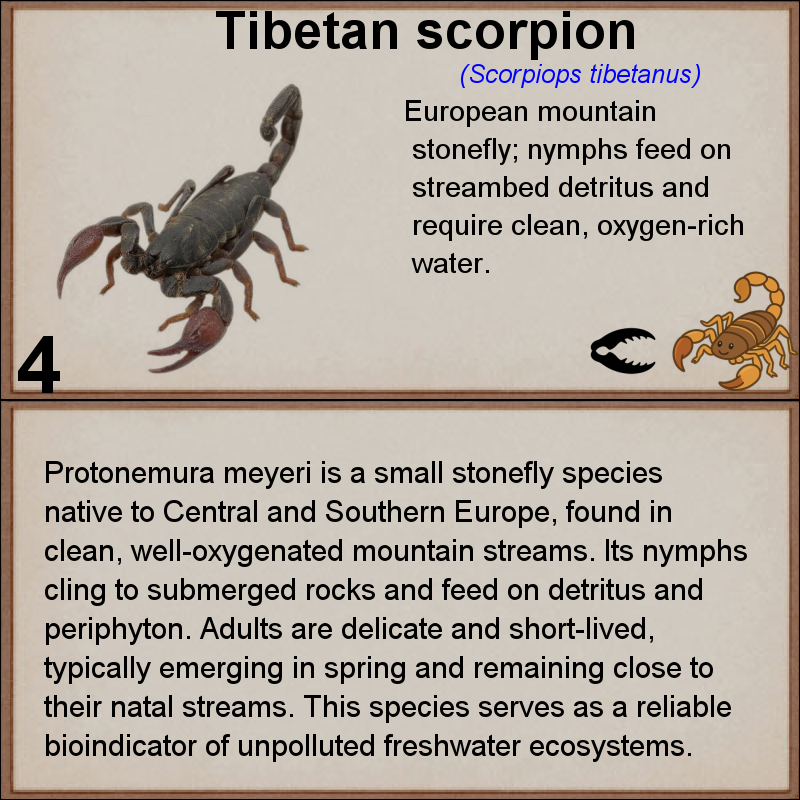 Tibetan scorpion
(Scorpiops tibetanus)
European mountain
stonefly; nymphs feed on
streambed detritus and
require clean, oxygen-rich
water.
4
Protonemura meyeri is a small stonefly species
native to Central and Southern Europe, found in
clean, well-oxygenated mountain streams. Its nymphs
cling to submerged rocks and feed on detritus and
periphyton. Adults are delicate and short-lived,
typically emerging in spring and remaining close to
their natal streams. This species serves as a reliable
bioindicator of unpolluted freshwater ecosystems.